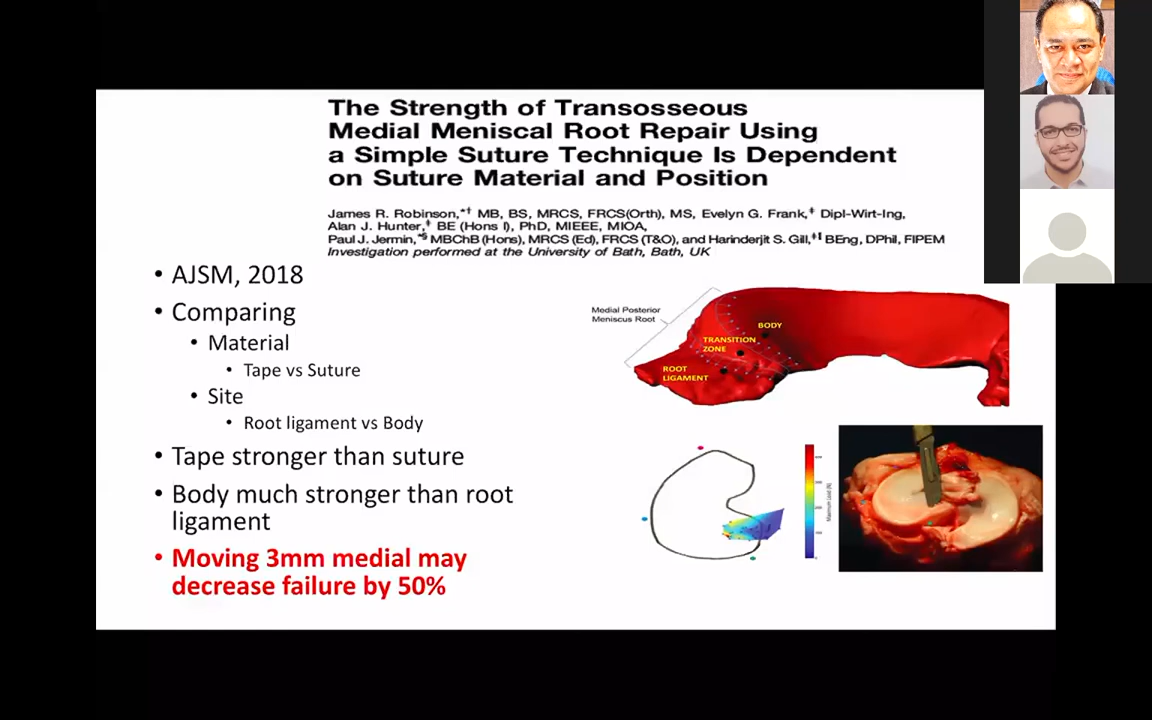 The Strength of Transosseous
Medial Meniscal Root Repair Using
a Simple Suture Technique Is Dependent
on Suture Material and Position
James R. Robinson,*† MB, BS, MRCS, FRCS(Orth), MS, Evelyn G. Frank,‡ Dipl-Wirt-Ing,
Alan J. Hunter,‡ BE (Hons I), PhD, MIEEE, MIOA,
Paul J. Jermin,*§ MBChB (Hons), MRCS (Ed), FRCS (T&O), and Harinderjit S. Gill,‡ BEng, DPhil, FIPEM
Investigation performed at the University of Bath, Bath, UK
• AJSM, 2018
• Comparing
• Material
• Tape vs Suture
• Site
• Root ligament vs Body
• Tape stronger than suture
• Body much stronger than root
ligament
• Moving 3mm medial may
decrease failure by 50%
Medial Posterior
Meniscus Root
BODY
TRANSITION
ZONE
ROOT
LIGAMENT
Maximum Load (N)